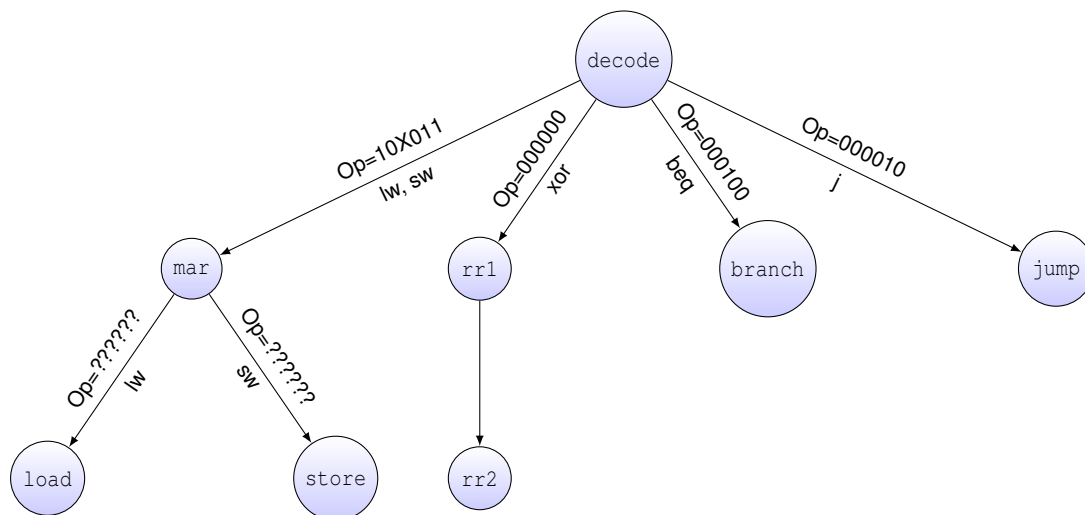 decode
Op=10X011
lw, sw
Op=000000
xor
Op=000100
beq
Op=000010
j
mar
rr1
branch
jump
Op=??????
lw
Op=??????
sw
load
store
rr2